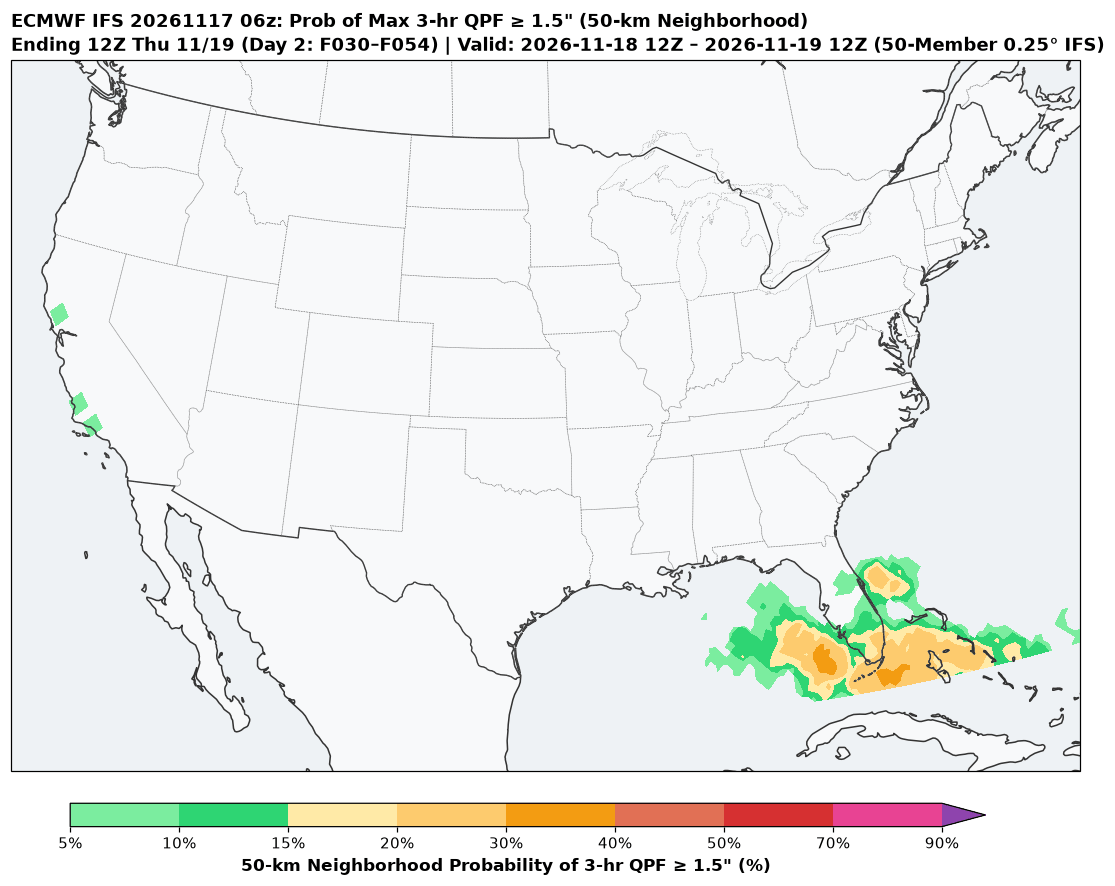 ECMWF IFS 20261117 06z: Prob of Max 3-hr QPF ≥ 1.5" (50-km Neighborhood)
Ending 12Z Thu 11/19 (Day 2: F030–F054) | Valid: 2026-11-18 12Z – 2026-11-19 12Z (50-Member 0.25° IFS)
5% 10% 15% 20% 30% 40% 50% 70% 90%
50-km Neighborhood Probability of 3-hr QPF ≥ 1.5" (%)